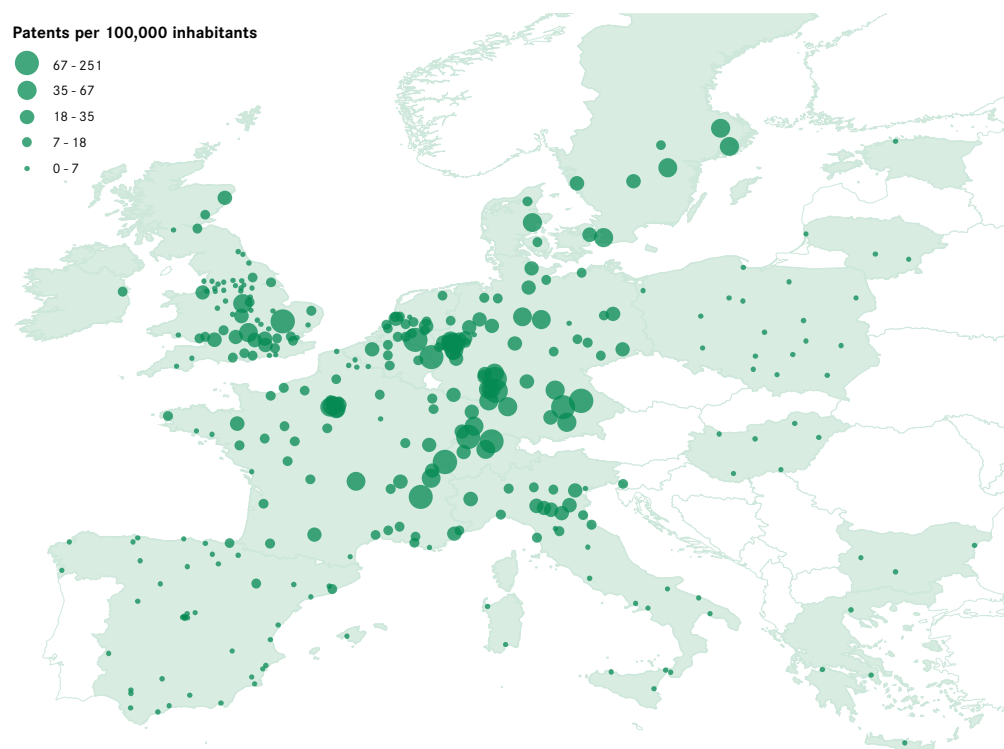 Patents per 100,000 inhabitants
67 - 251
35 - 67
18 - 35
7 - 18
0 - 7